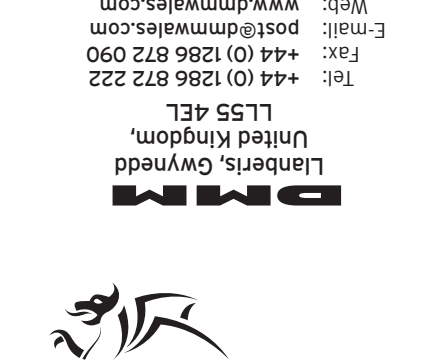 DMM
Llanberis, Gwynedd
United Kingdom,
LL55 4EL
Tel: +44 (0) 1286 872 222
Fax: +44 (0) 1286 872 090
E-mail: post@dmmwales.com
Web: www.dmmwales.com